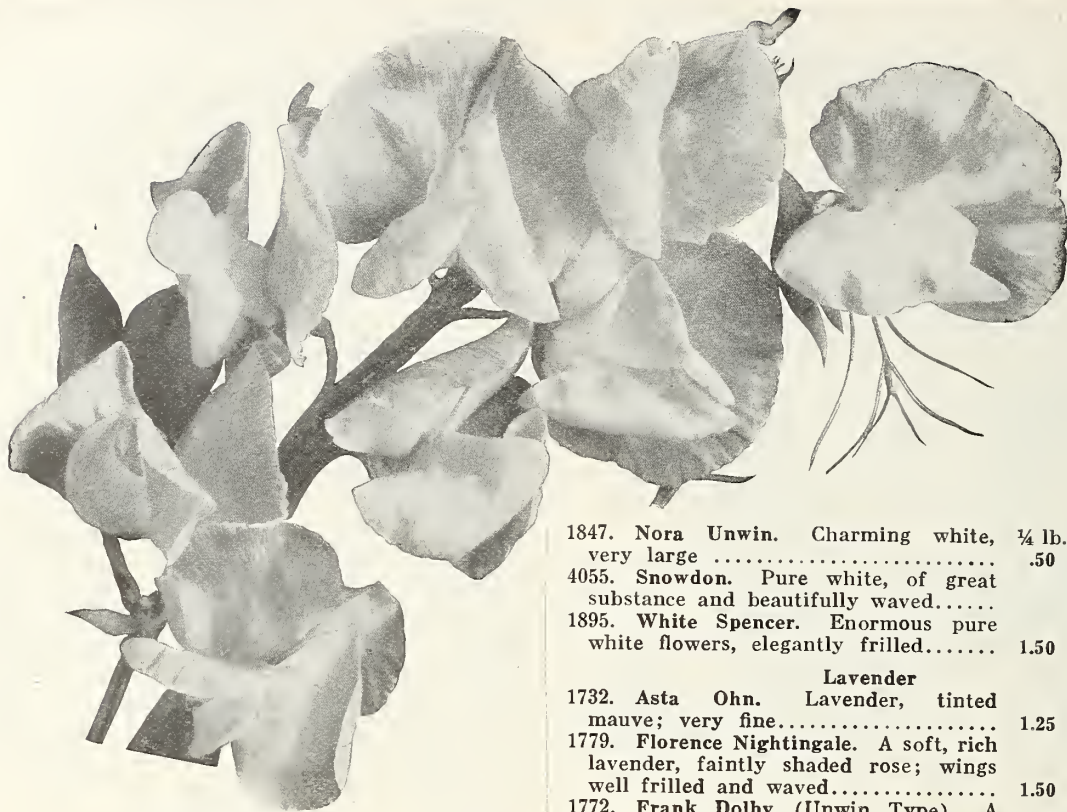 1847. Nora Unwin. Charming white, ¼ lb.
very large .......................... .50
4055. Snowdon. Pure white, of great
substance and beautifully waved......
1895. White Spencer. Enormous pure
white flowers, elegantly frilled....... 1.50
Lavender
1732. Asta Ohn. Lavender, tinted
mauve; very fine..................... 1.25
1779. Florence Nightingale. A soft, rich
lavender, faintly shaded rose; wings
well frilled and waved............... 1.50
1772. Frank Dolby (Unwin Type). A